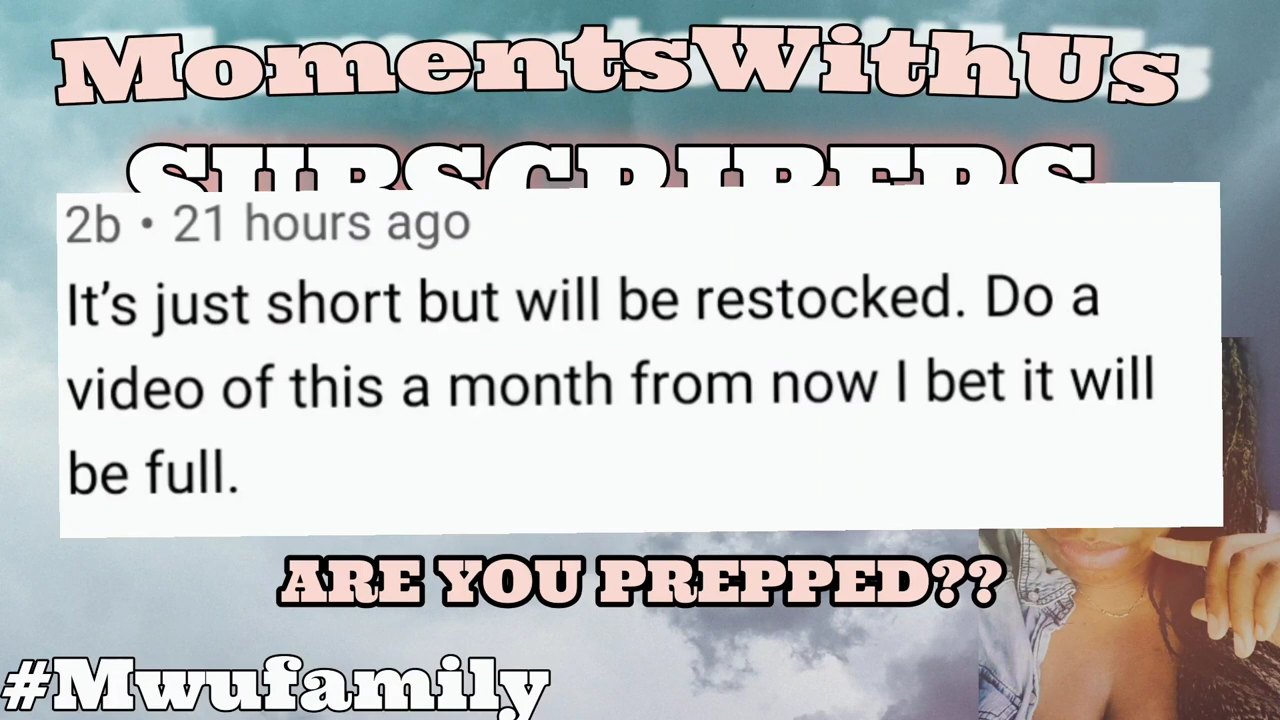 MomentsWithUs
SUBSCRIBERS
2b • 21 hours ago
It's just short but will be restocked. Do a
video of this a month from now I bet it will
be full.
ARE YOU PREPPED??
#Mwufamily